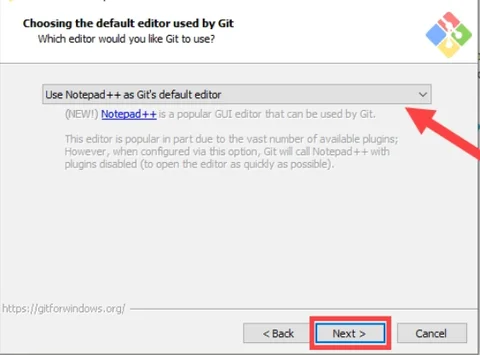 Choosing the default editor used by Git
Which editor would you like Git to use?
Use Notepad++ as Git's default editor
(NEW!) Notepad++ is a popular GUI editor that can be used by Git.
This editor is popular in part due to the vast number of available plugins;
However, when configured via this option, Git will call Notepad++ with
plugins disabled (to open the editor as quickly as possible).
https://gitforwindows.org/
< Back
Next >
Cancel